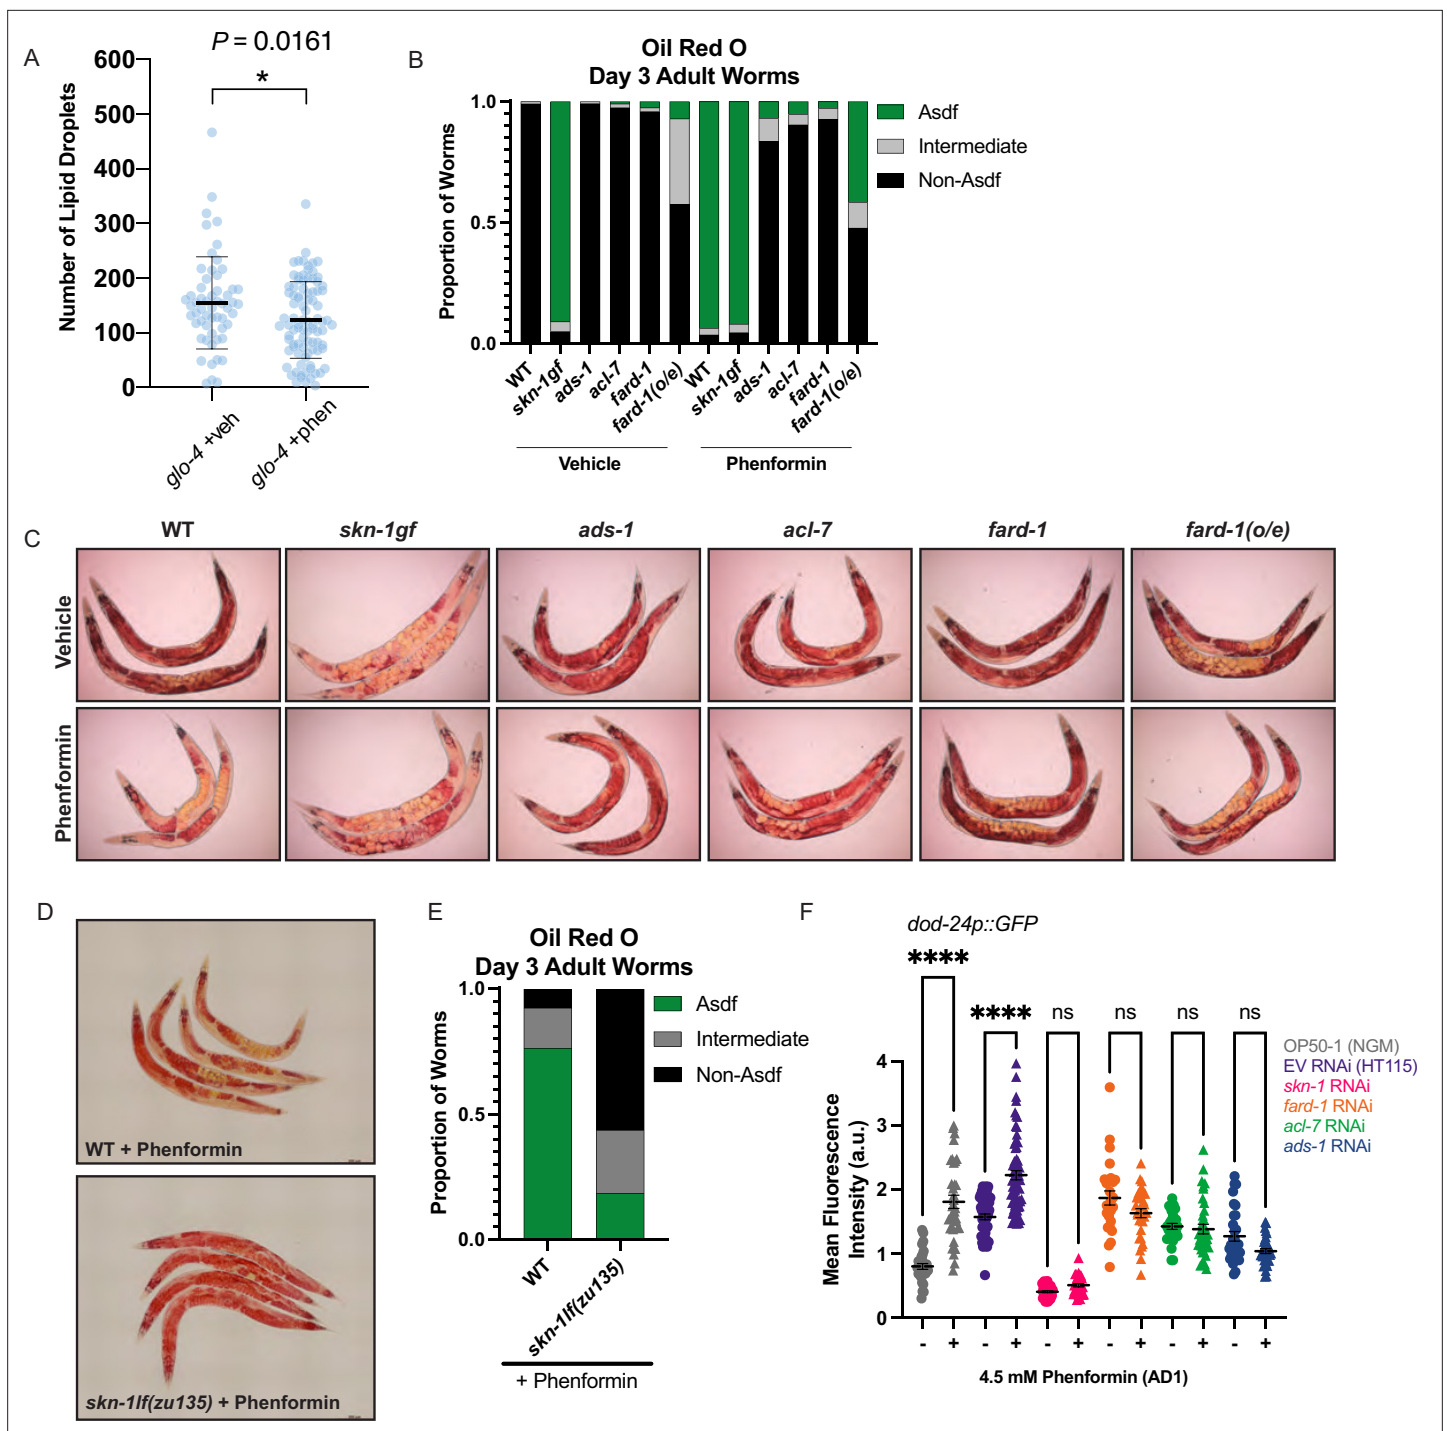 A
P = 0.0161
*
600
500
400
300
200
100
0
Number of Lipid Droplets
glo-4 +veh
glo-4 +phen
B
Oil Red O
Day 3 Adult Worms
1.0
0.5
0.0
Proportion of Worms
Asdf
Intermediate
Non-Asdf
WT
skn-1gf
ads-1
acl-7
fard-1
fard-1(o/e)
WT
skn-1gf
ads-1
acl-7
fard-1
fard-1(o/e)
Vehicle
Phenformin
C
WT
skn-1gf
ads-1
acl-7
fard-1
fard-1(o/e)
Vehicle
Phenformin
D
WT + Phenformin
skn-1lf(zu135) + Phenformin
E
Oil Red O
Day 3 Adult Worms
1.0
0.5
0.0
Proportion of Worms
Asdf
Intermediate
Non-Asdf
WT
skn-1lf(zu135)
+ Phenformin
F
dod-24p::GFP
****
****
ns
ns
ns
ns
4
3
2
1
0
Mean Fluorescence
Intensity (a.u.)
OP50-1 (NGM)
EV RNAi (HT115)
skn-1 RNAi
fard-1 RNAi
acl-7 RNAi
ads-1 RNAi
- + - + - + - + - + - +
4.5 mM Phenformin (AD1)